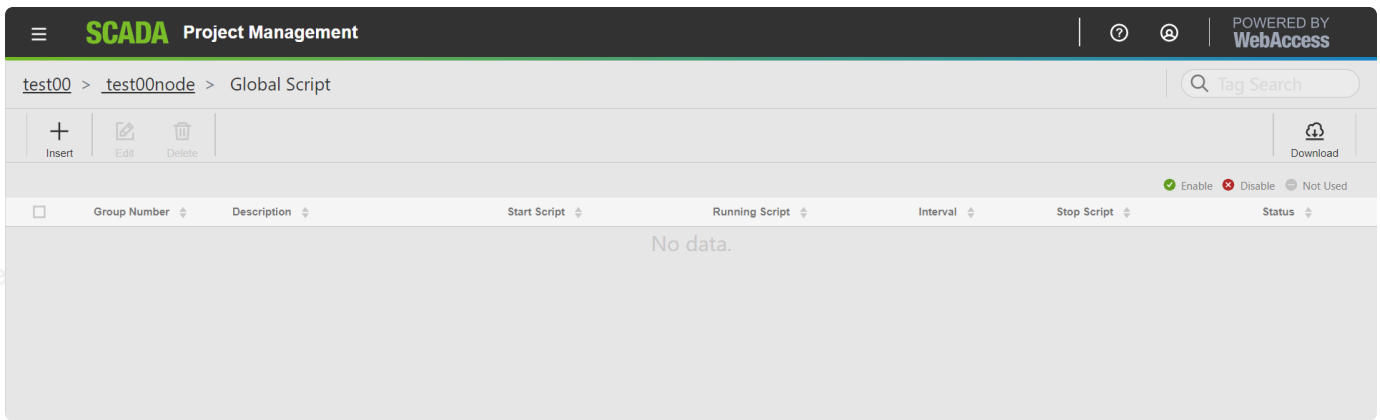 SCADA Project Management
POWERED BY
WebAccess
test00 > test00node > Global Script
Tag Search
Insert Edit Delete Download
Enable Disable Not Used
Group Number Description Start Script Running Script Interval Stop Script Status
No data.